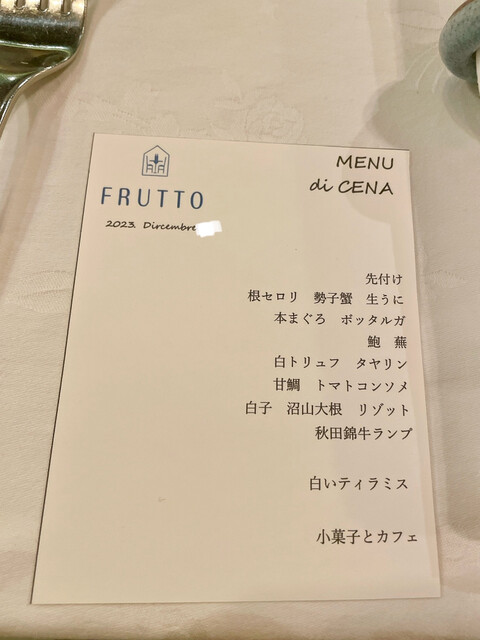 FRUTTO
2023. Dircembre
MENU
di CENA
先付け
根セロリ　勢子蟹　生うに
本まぐろ　ボッタルガ
鮑　蕪
白トリュフ　タヤリン
甘鯛　トマトコンソメ
白子　沼山大根　リゾット
秋田錦牛ランプ
白いティラミス
小菓子とカフェ